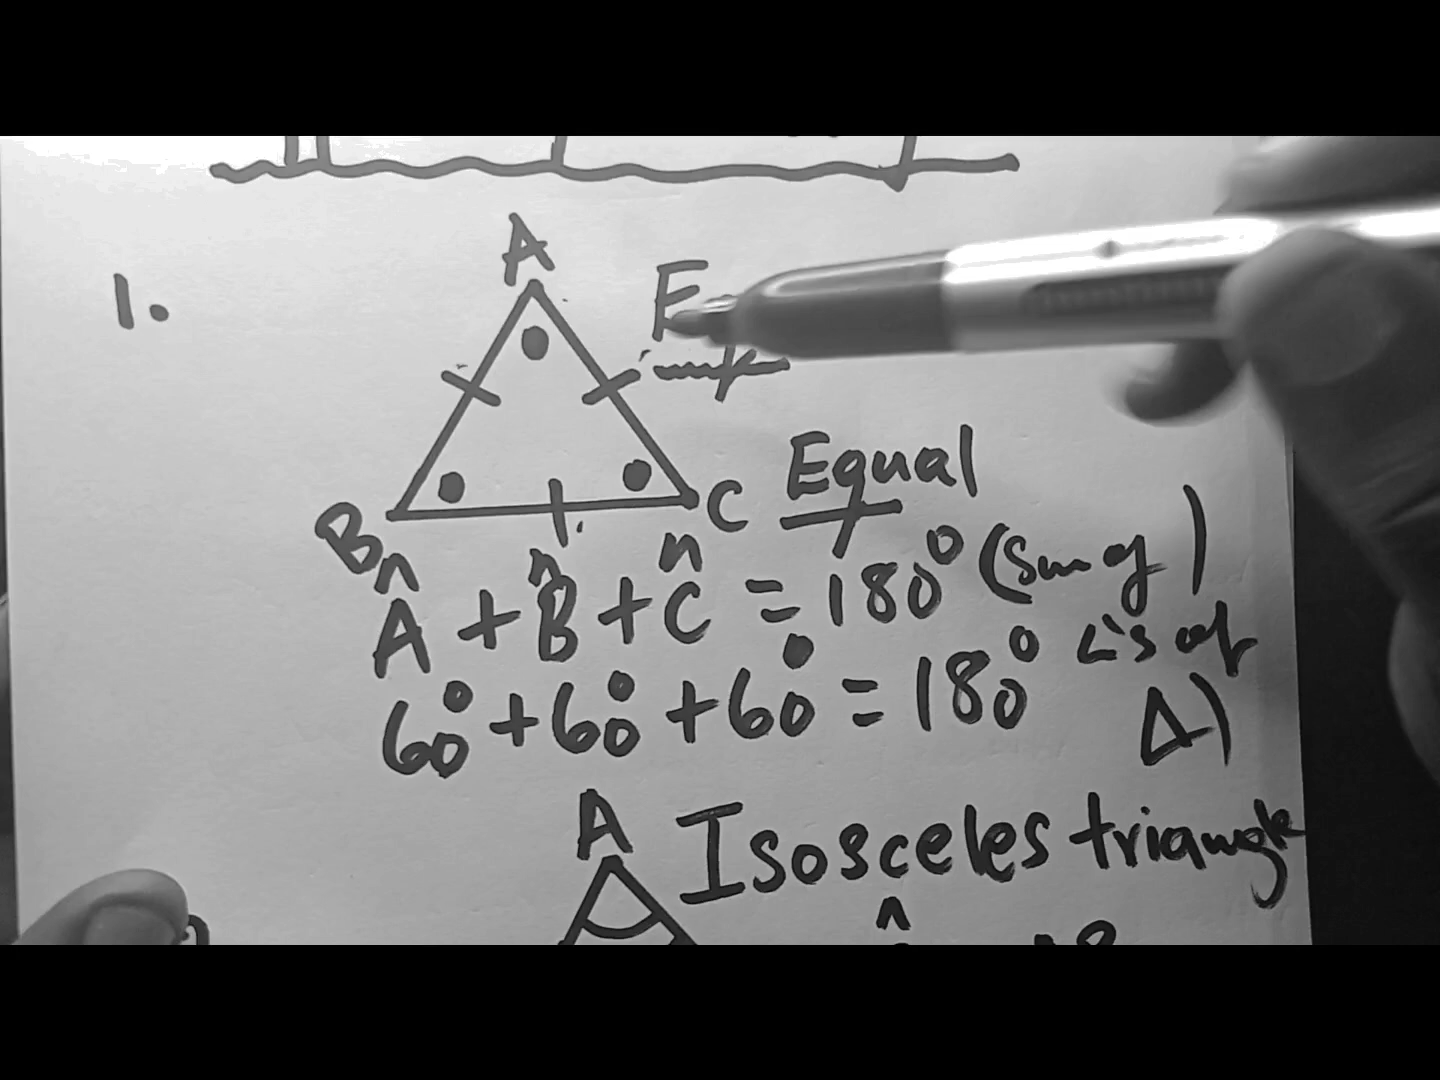 1.
A
E
B
C
Equal
Â + B̂ + Ĉ = 180° (Sum of)
60° + 60° + 60° = 180° <'s of
Δ)
A
Isosceles triangle